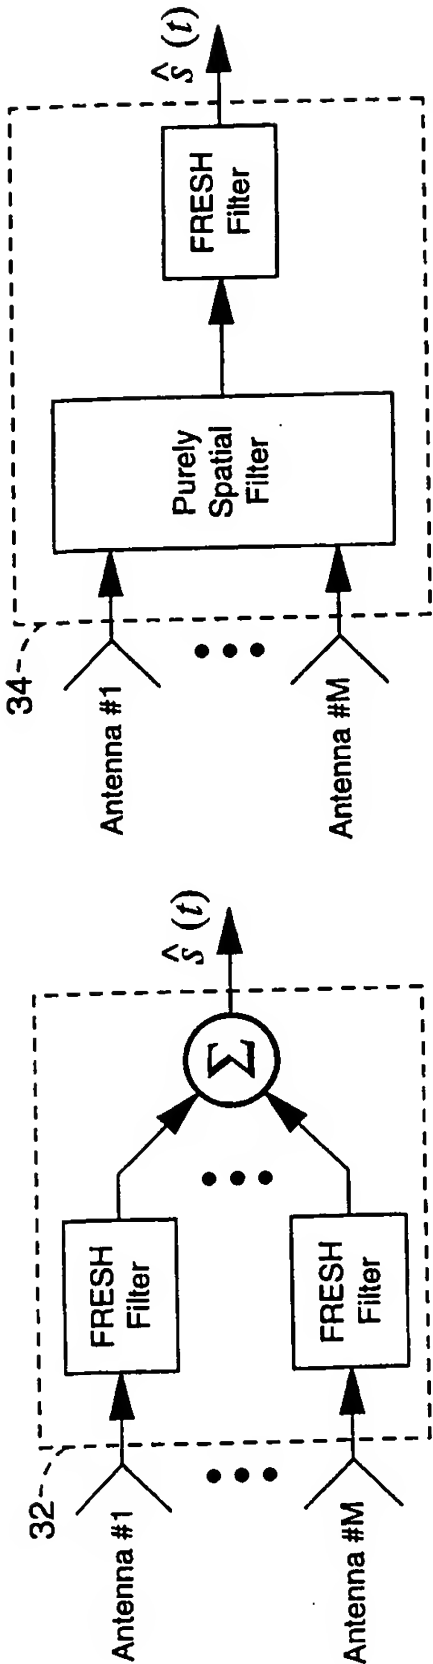 32
Antenna #1
Antenna #M
FRESH
Filter
FRESH
Filter
Σ
ŝ (t)
34
Antenna #1
Antenna #M
Purely
Spatial
Filter
FRESH
Filter
ŝ (t)